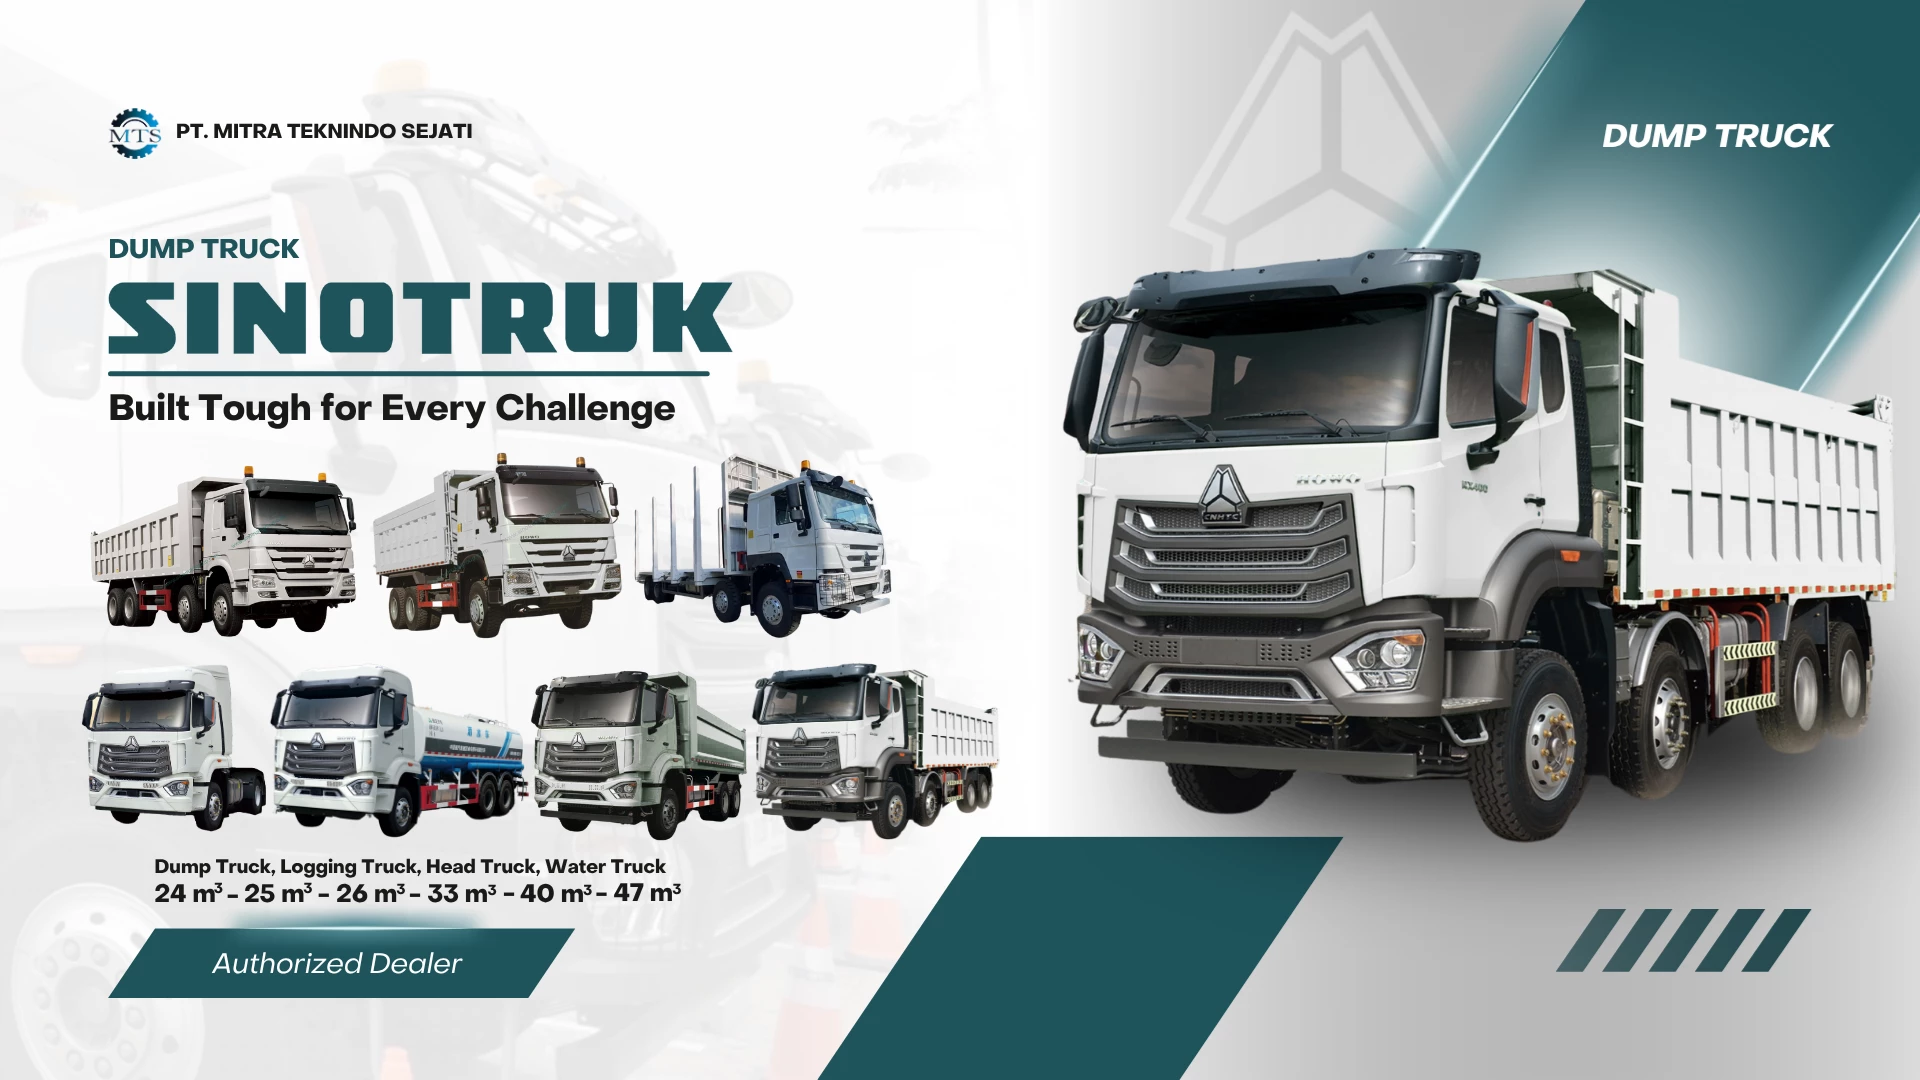 MTS
PT. MITRA TEKNINDO SEJATI
DUMP TRUCK
DUMP TRUCK
SINOTRUK
Built Tough for Every Challenge
HOWO
CNHTC
Dump Truck, Logging Truck, Head Truck, Water Truck
24 m³ - 25 m³ - 26 m³ - 33 m³ - 40 m³ - 47 m³
Authorized Dealer